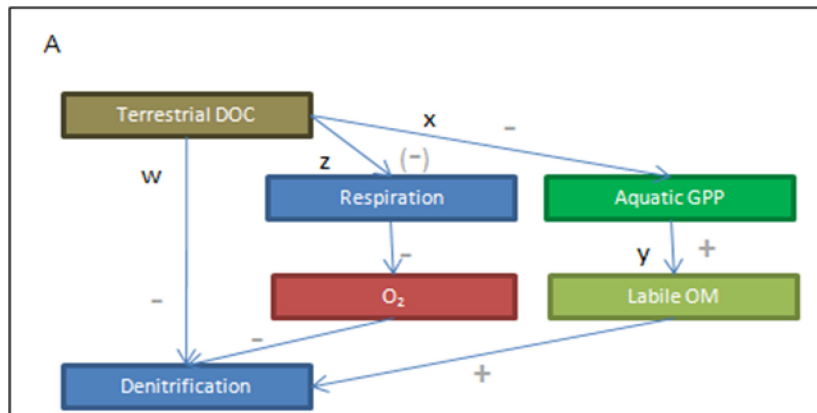 A
Terrestrial DOC
x
-
w
z
(-)
Respiration
Aquatic GPP
-
y
+
O₂
Labile OM
-
-
+
Denitrification